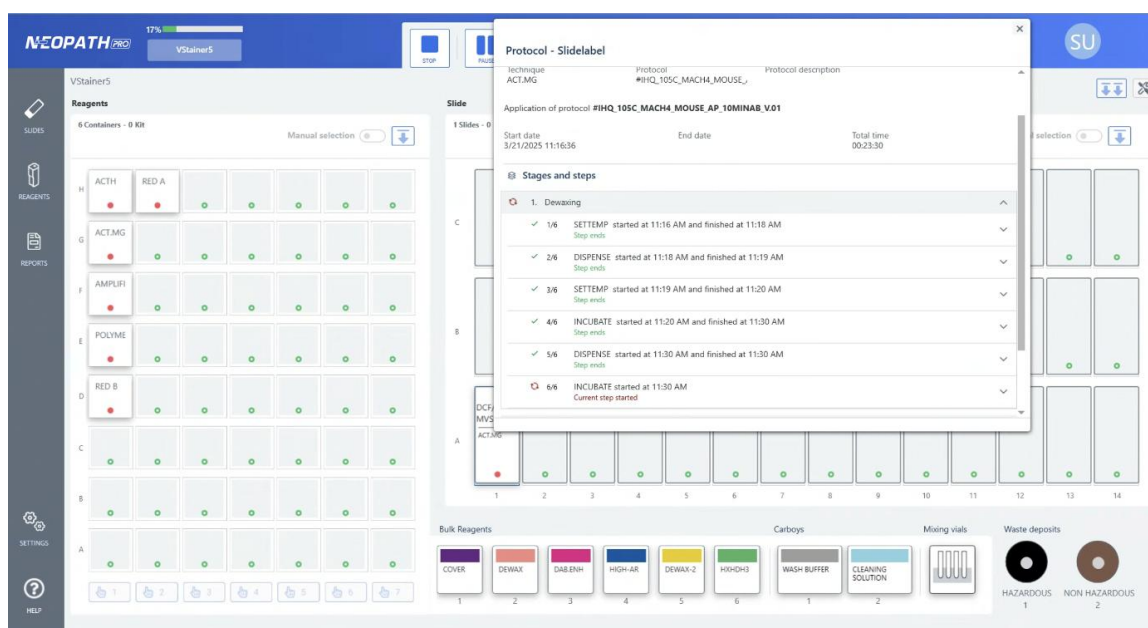 NEOPATH PRO
17%
VStainer5
STOP
PAUSE
SU
SLIDES
REAGENTS
REPORTS
SETTINGS
HELP
VStainer5
Reagents
6 Containers - 0 Kit
Manual selection
H
ACTH
RED A
G
ACT.MG
F
AMPLIFI
E
POLYME
D
RED B
C
B
A
1 2 3 4 5 6 7
Slide
1 Slides - 0
selection
C
B
A
DCF/
MVS
ACT.MG
1 2 3 4 5 6 7 8 9 10 11 12 13 14
Protocol - Slidelabel
Technique
Protocol
Protocol description
ACT.MG
#IHQ_105C_MACH4_MOUSE_
Application of protocol #IHQ_105C_MACH4_MOUSE_AP_10MINAB_V.01
Start date
End date
Total time
3/21/2025 11:16:36
00:23:30
Stages and steps
1. Dewaxing
1/6 SETTEMP started at 11:16 AM and finished at 11:18 AM
Step ends
2/6 DISPENSE started at 11:18 AM and finished at 11:19 AM
Step ends
3/6 SETTEMP started at 11:19 AM and finished at 11:20 AM
Step ends
4/6 INCUBATE started at 11:20 AM and finished at 11:30 AM
Step ends
5/6 DISPENSE started at 11:30 AM and finished at 11:30 AM
Step ends
6/6 INCUBATE started at 11:30 AM
Current step started
Bulk Reagents
COVER
DEWAX
DAB.ENH
HIGH-AR
DEWAX-2
HXHDH3
1 2 3 4 5 6
Carboys
WASH BUFFER
CLEANING
SOLUTION
1 2
Mixing vials
Waste deposits
HAZARDOUS
1
NON HAZARDOUS
2